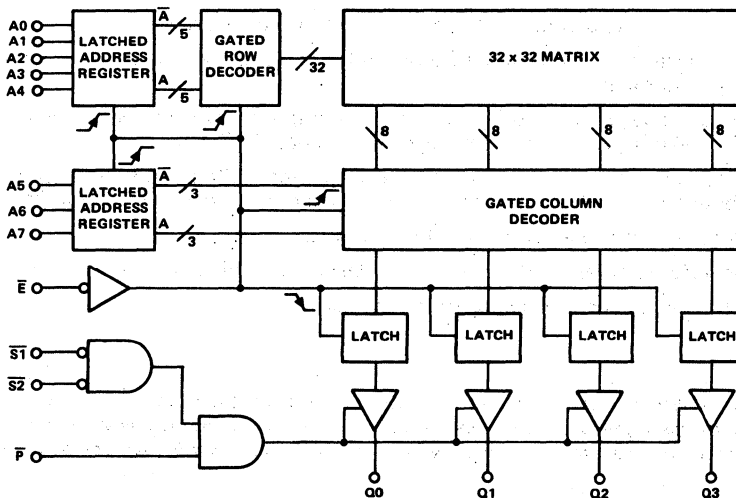 A0
A1
A2
A3
A4
LATCHED
ADDRESS
REGISTER
A̅
5
A
5
GATED
ROW
DECODER
32
32 x 32 MATRIX
8
8
8
8
A5
A6
A7
LATCHED
ADDRESS
REGISTER
A̅
3
A
3
GATED COLUMN
DECODER
E̅
LATCH
LATCH
LATCH
LATCH
S̅1̅
S̅2̅
P̅
Q0
Q1
Q2
Q3